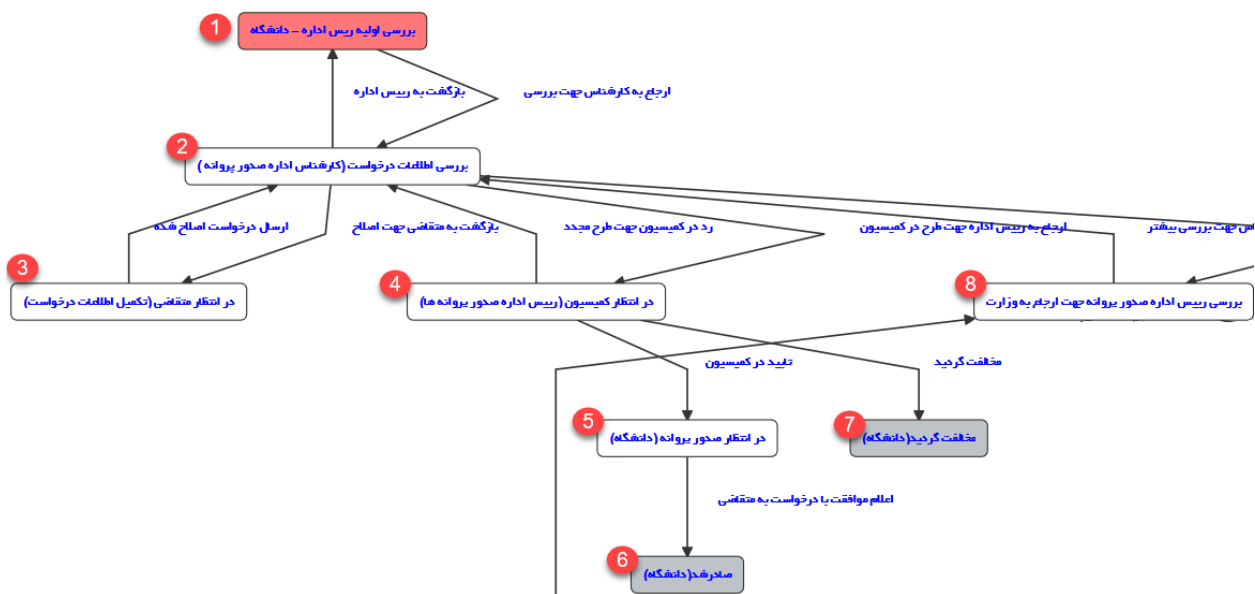 1
بررسی اولیه ریس اداره – دانشگاه
ارجاع به کارشناس جهت بررسی
بازگشت به رییس اداره
2
بررسی اطلاعات درخواست (کارشناس اداره صدور پروانه )
اس جهت بررسی بیشتر
ارجاع به رییس اداره جهت طرح در کمیسیون
رد در کمیسیون جهت طرح مجدد
بازگشت به متقاضی جهت اصلاح
ارسال درخواست اصلاح شده
3
در انتظار متقاضی (تکمیل اطلاعات درخواست)
4
در انتظار کمیسیون (رییس اداره صدور پروانه ها)
8
بررسی رییس اداره صدور پروانه جهت ارجاع به وزارت
تایید در کمیسیون
مخالفت گردید
5
در انتظار صدور پروانه (دانشگاه)
7
مخالفت گردید(دانشگاه)
اعلام موافقت با درخواست به متقاضی
6
صادرشد(دانشگاه)